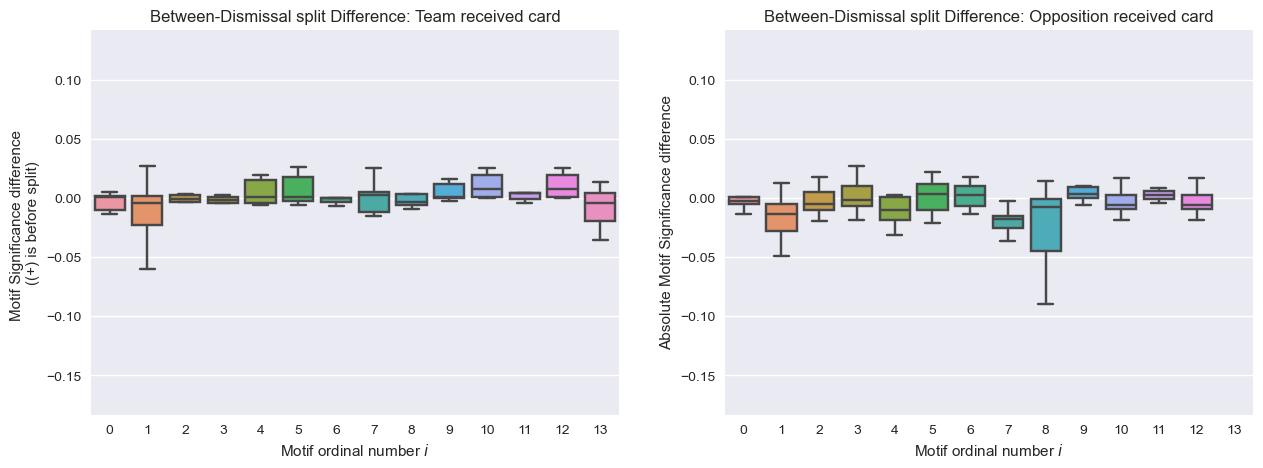 Between-Dismissal split Difference: Team received card
Motif Significance difference
((+) is before split)
0.10
0.05
0.00
−0.05
−0.10
−0.15
0 1 2 3 4 5 6 7 8 9 10 11 12 13
Motif ordinal number i
Between-Dismissal split Difference: Opposition received card
Absolute Motif Significance difference
0.10
0.05
0.00
−0.05
−0.10
−0.15
0 1 2 3 4 5 6 7 8 9 10 11 12 13
Motif ordinal number i